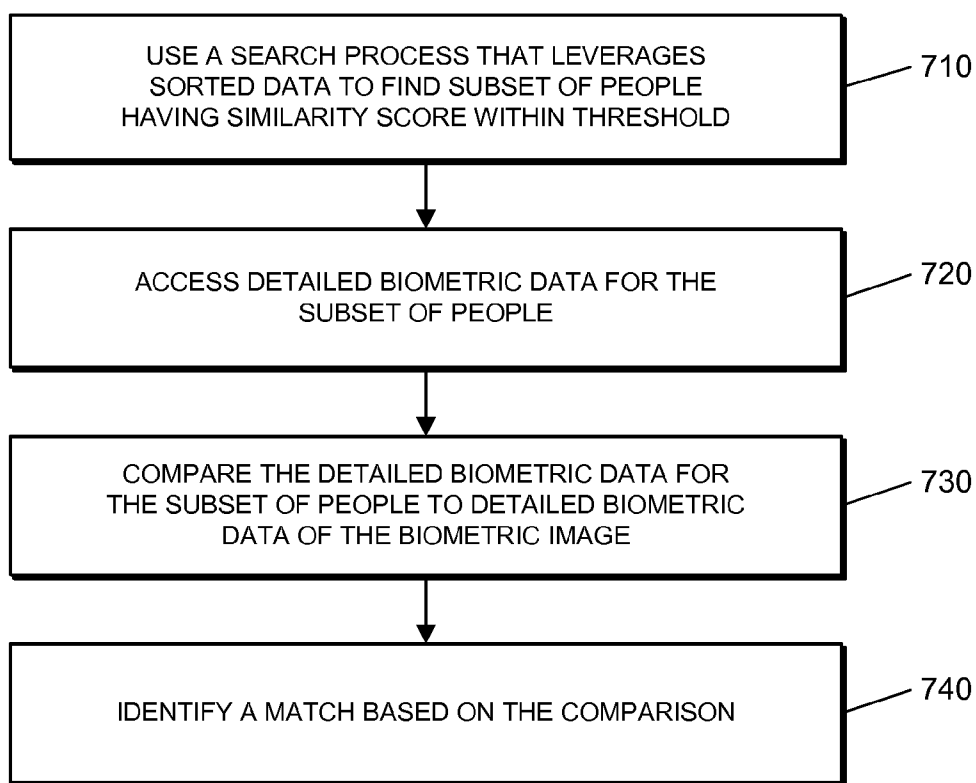 USE A SEARCH PROCESS THAT LEVERAGES
SORTED DATA TO FIND SUBSET OF PEOPLE
HAVING SIMILARITY SCORE WITHIN THRESHOLD
710
ACCESS DETAILED BIOMETRIC DATA FOR THE
SUBSET OF PEOPLE
720
COMPARE THE DETAILED BIOMETRIC DATA FOR
THE SUBSET OF PEOPLE TO DETAILED BIOMETRIC
DATA OF THE BIOMETRIC IMAGE
730
IDENTIFY A MATCH BASED ON THE COMPARISON
740